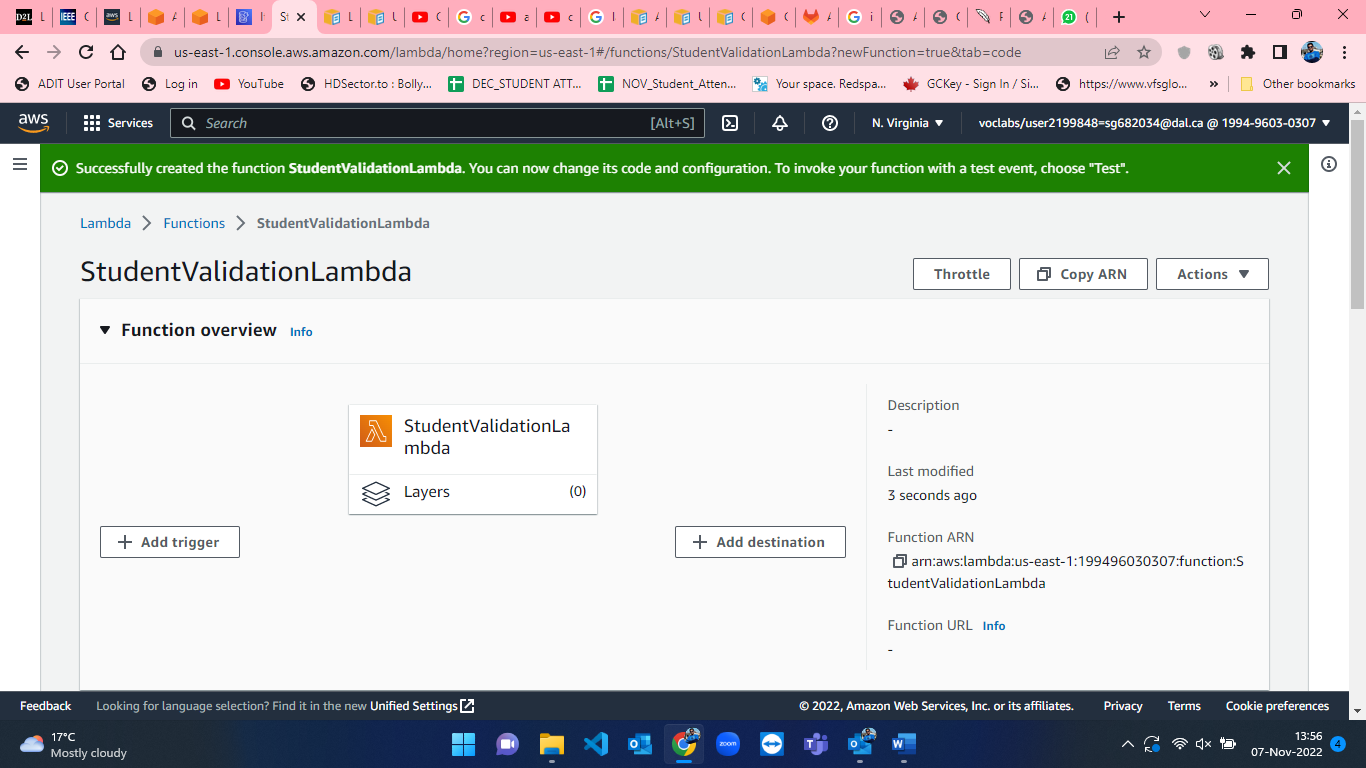 D2L L
IEEE C
aws L
A
L
I
St
L
U
C
c
a
c
I
A
U
C
C
A
i
A
C
F
A
21 (
us-east-1.console.aws.amazon.com/lambda/home?region=us-east-1#/functions/StudentValidationLambda?newFunction=true&tab=code
ADIT User Portal
Log in
YouTube
HDSector.to : Bolly...
DEC_STUDENT ATT...
NOV_Student_Atten...
Your space. Redspa...
GCKey - Sign In / Si...
https://www.vfsglo...
»
Other bookmarks
aws
Services
Search
[Alt+S]
N. Virginia
voclabs/user2199848=sg682034@dal.ca @ 1994-9603-0307
Successfully created the function StudentValidationLambda. You can now change its code and configuration. To invoke your function with a test event, choose "Test".
Lambda
Functions
StudentValidationLambda
StudentValidationLambda
Throttle
Copy ARN
Actions
Function overview
Info
StudentValidationLa
mbda
Layers
(0)
Add trigger
Add destination
Description
-
Last modified
3 seconds ago
Function ARN
arn:aws:lambda:us-east-1:199496030307:function:S
tudentValidationLambda
Function URL
Info
-
Feedback
Looking for language selection? Find it in the new Unified Settings
© 2022, Amazon Web Services, Inc. or its affiliates.
Privacy
Terms
Cookie preferences
17°C
Mostly cloudy
zoom
13:56
07-Nov-2022
4